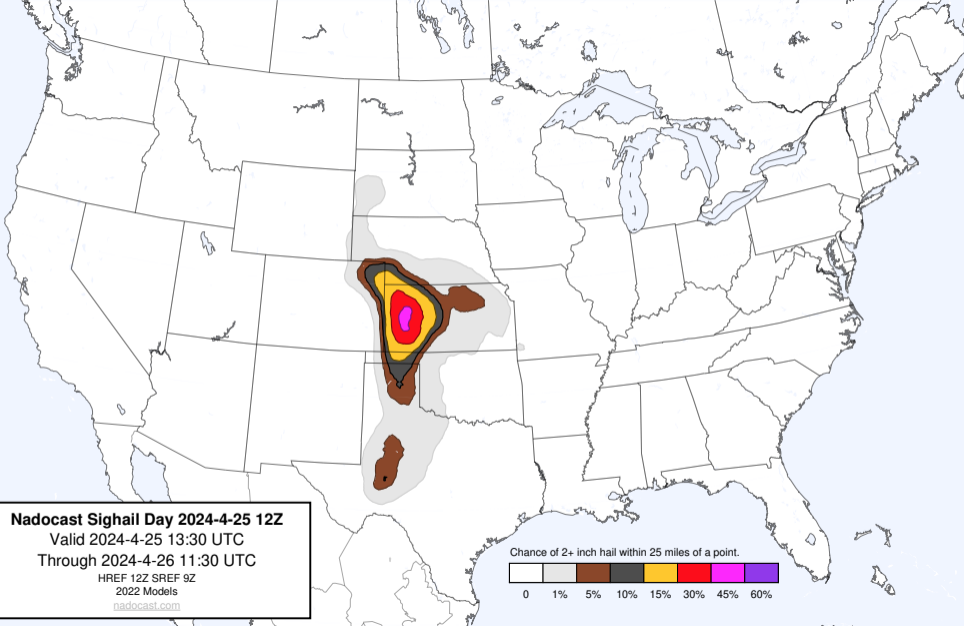 Nadocast Sighail Day 2024-4-25 12Z
Valid 2024-4-25 13:30 UTC
Through 2024-4-26 11:30 UTC
HREF 12Z SREF 9Z
2022 Models
nadocast.com
Chance of 2+ inch hail within 25 miles of a point.
0 1% 5% 10% 15% 30% 45% 60%